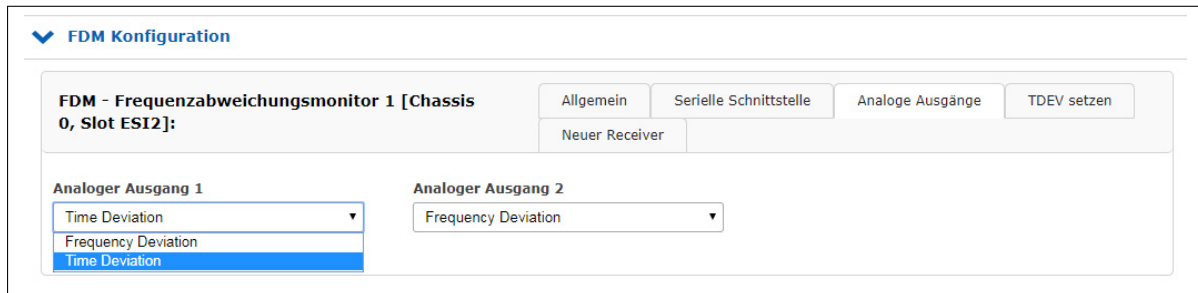 FDM Konfiguration
FDM - Frequenzabweichungsmonitor 1 [Chassis
0, Slot ESI2]:
Allgemein
Serielle Schnittstelle
Analoge Ausgänge
TDEV setzen
Neuer Receiver
Analoger Ausgang 1
Analoger Ausgang 2
Time Deviation
Frequency Deviation
Frequency Deviation
Time Deviation